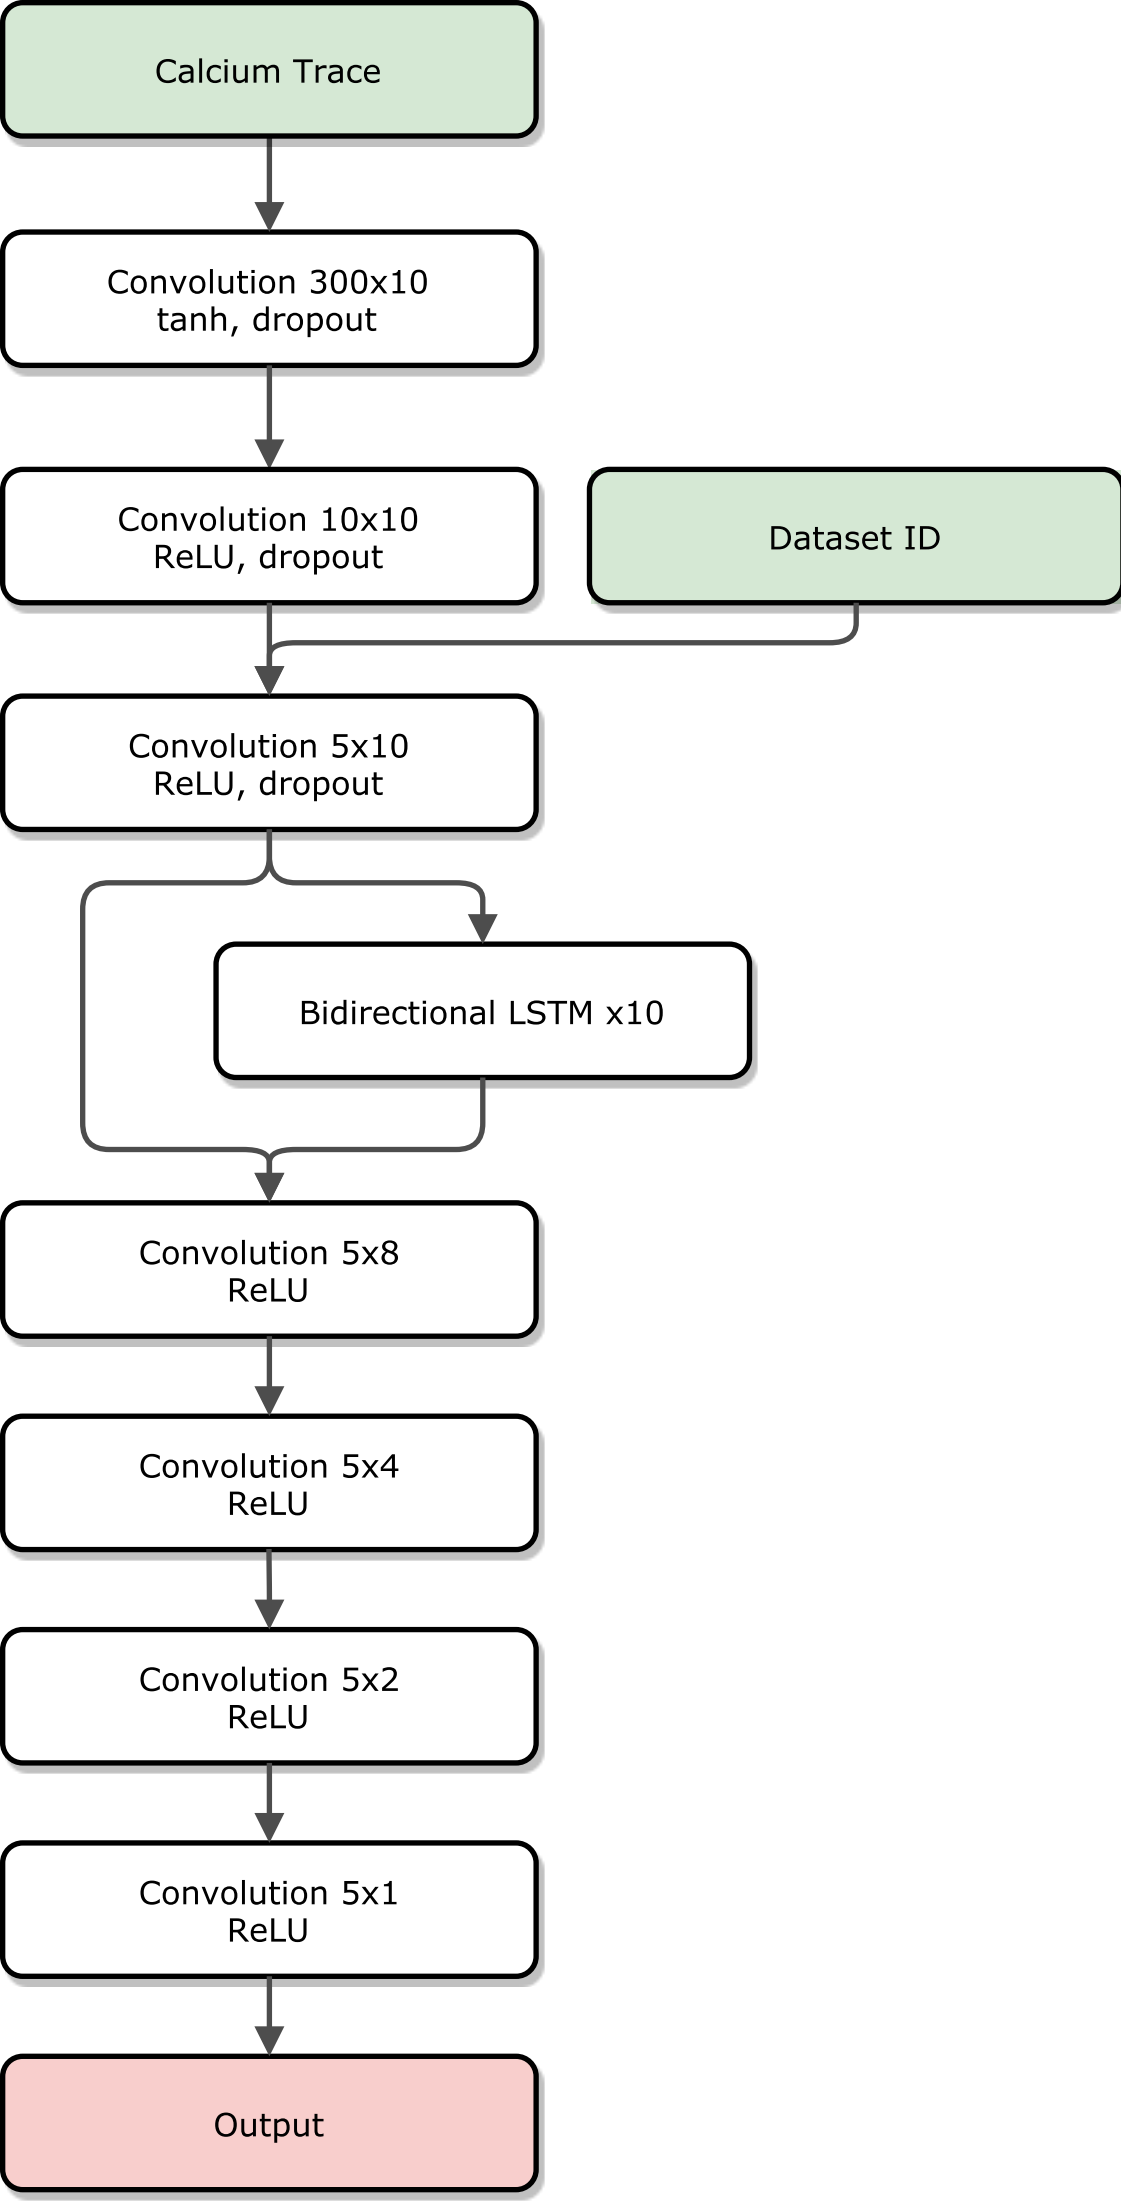 Calcium Trace
Convolution 300x10
tanh, dropout
Convolution 10x10
ReLU, dropout
Dataset ID
Convolution 5x10
ReLU, dropout
Bidirectional LSTM x10
Convolution 5x8
ReLU
Convolution 5x4
ReLU
Convolution 5x2
ReLU
Convolution 5x1
ReLU
Output